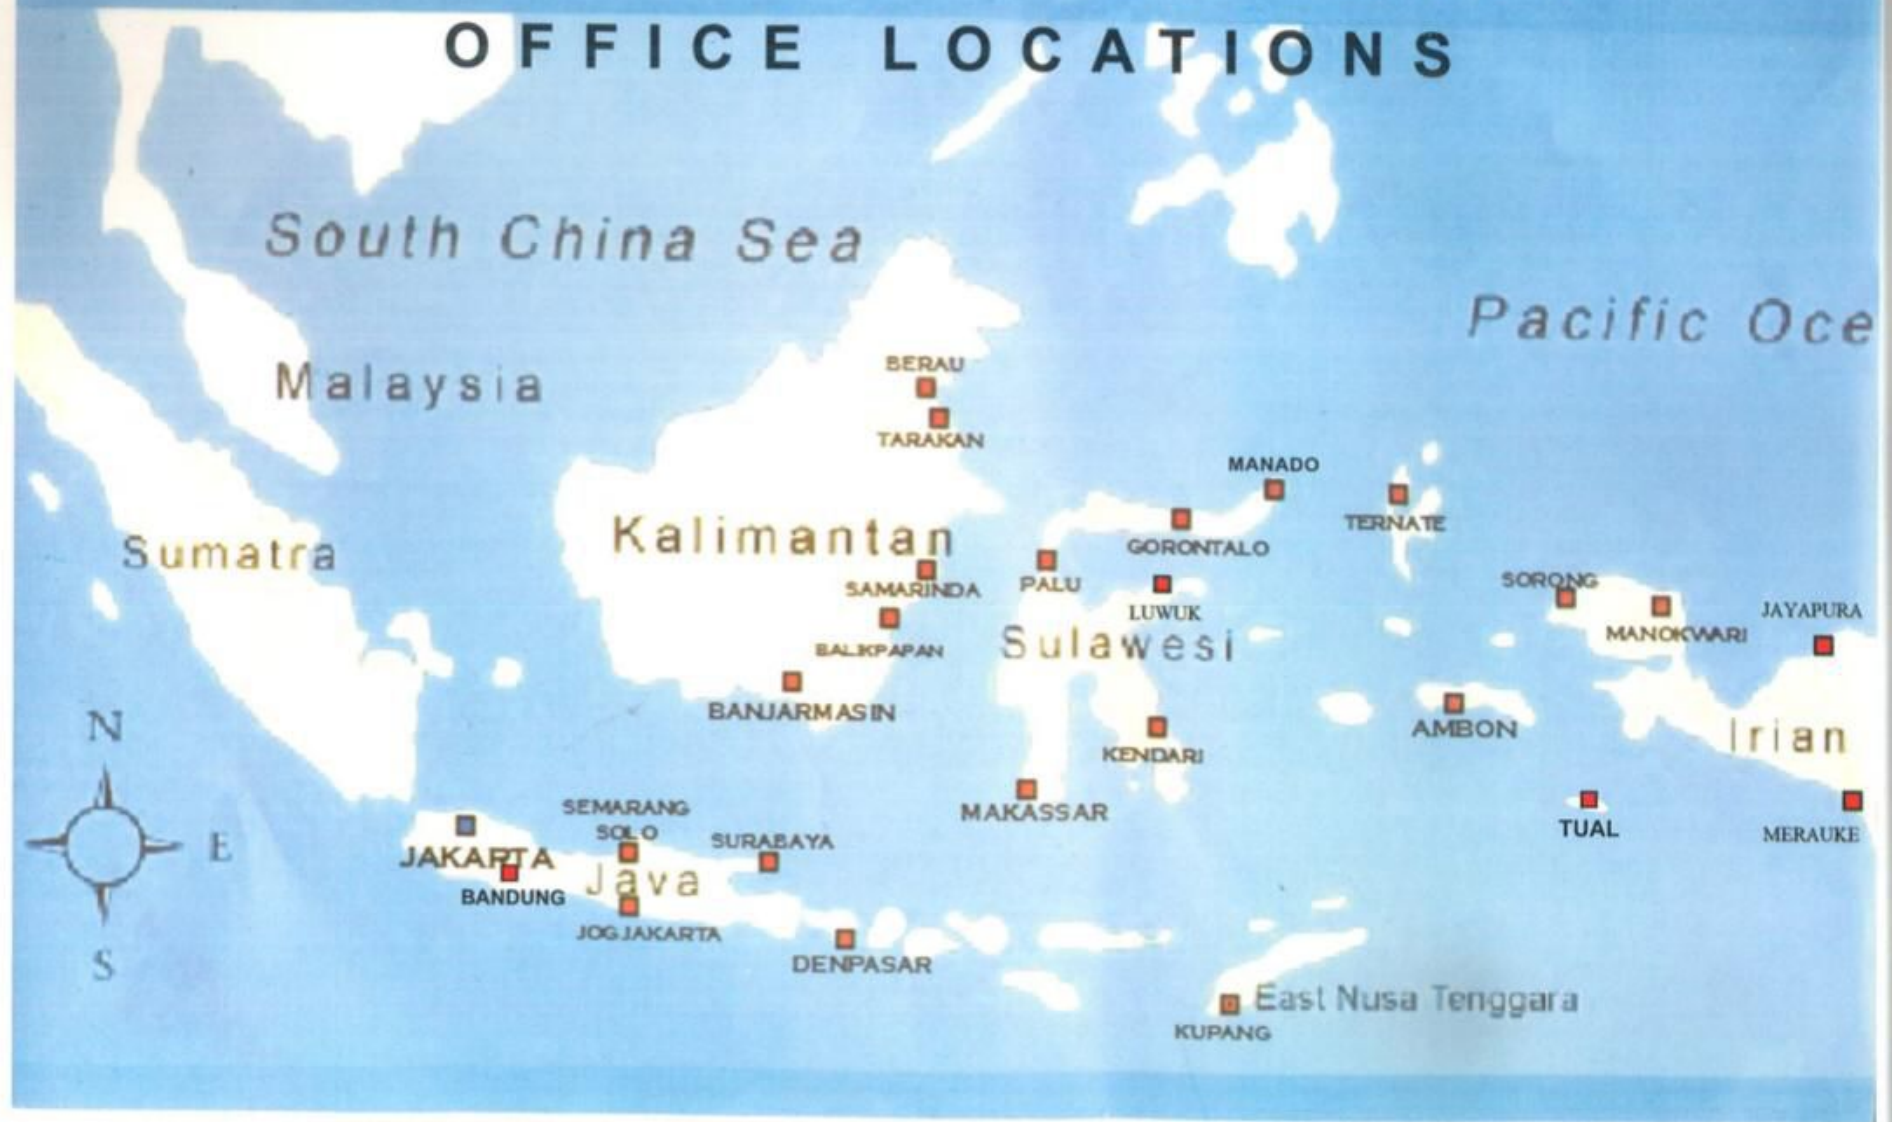 OFFICE LOCATIONS
South China Sea
Pacific Oce
Malaysia
BERAU
TARAKAN
MANADO
TERNATE
Kalimantan
GORONTALO
Sumatra
SORONG
SAMARINDA
PALU
LUWUK
JAYAPURA
MANOKWARI
BALIKPAPAN
Sulawesi
BANJARMASIN
N
AMBON
Irian
KENDARI
SEMARANG
SOLO
SURABAYA
MAKASSAR
TUAL
MERAUKE
E
JAKARTA
BANDUNG
Java
JOGJAKARTA
S
DENPASAR
East Nusa Tenggara
KUPANG